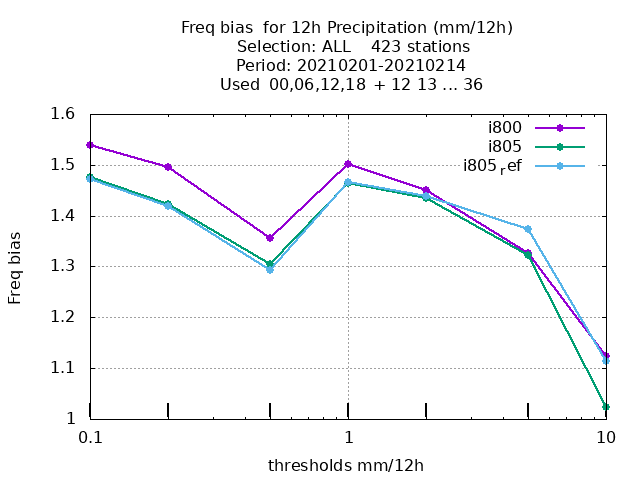 Freq bias  for 12h Precipitation (mm/12h)
Selection: ALL    423 stations
Period: 20210201-20210214
Used  00,06,12,18  + 12 13 ... 36
1.6
1.5
1.4
1.3
1.2
1.1
1
Freq bias
i800
i805
i805ref
0.1
1
10
thresholds mm/12h